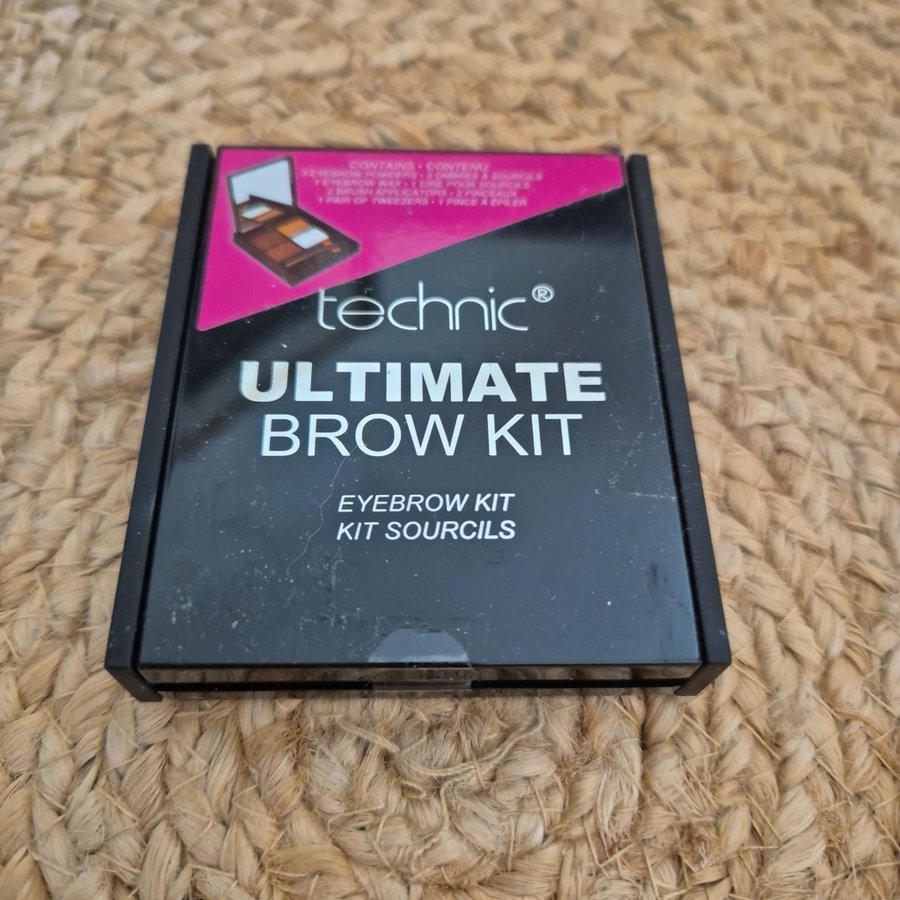 CONTAINS • CONTENU
3 EYEBROW POWDERS • 3 OMBRES À SOURCILS
1 EYEBROW WAX • 1 CIRE POUR SOURCILS
2 BRUSH APPLICATORS • 2 PINCEAUX
1 PAIR OF TWEEZERS • 1 PINCE À ÉPILER
technic®
ULTIMATE
BROW KIT
EYEBROW KIT
KIT SOURCILS